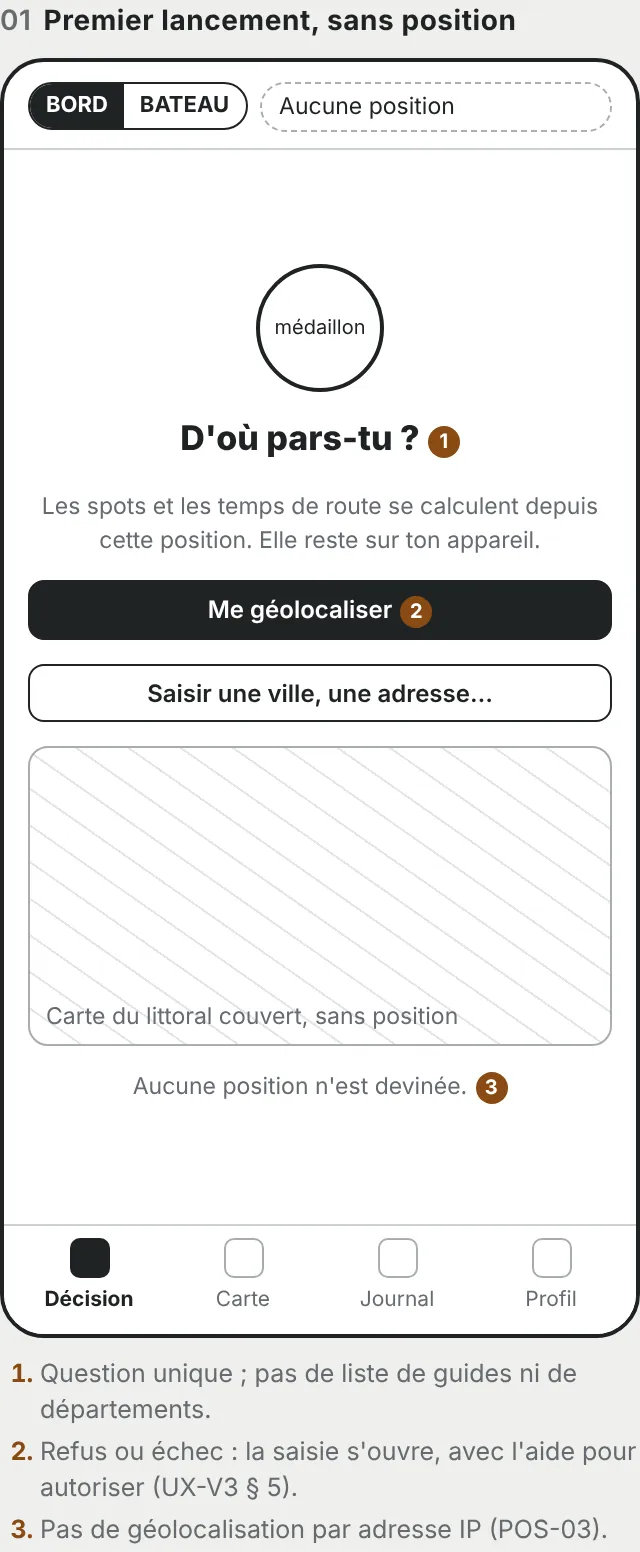 01 Premier lancement, sans position
BORD BATEAU Aucune position
médaillon
D'où pars-tu ? 1
Les spots et les temps de route se calculent depuis
cette position. Elle reste sur ton appareil.
Me géolocaliser 2
Saisir une ville, une adresse...
Carte du littoral couvert, sans position
Aucune position n'est devinée. 3
Décision Carte Journal Profil
1. Question unique ; pas de liste de guides ni de
départements.
2. Refus ou échec : la saisie s'ouvre, avec l'aide pour
autoriser (UX-V3 § 5).
3. Pas de géolocalisation par adresse IP (POS-03).